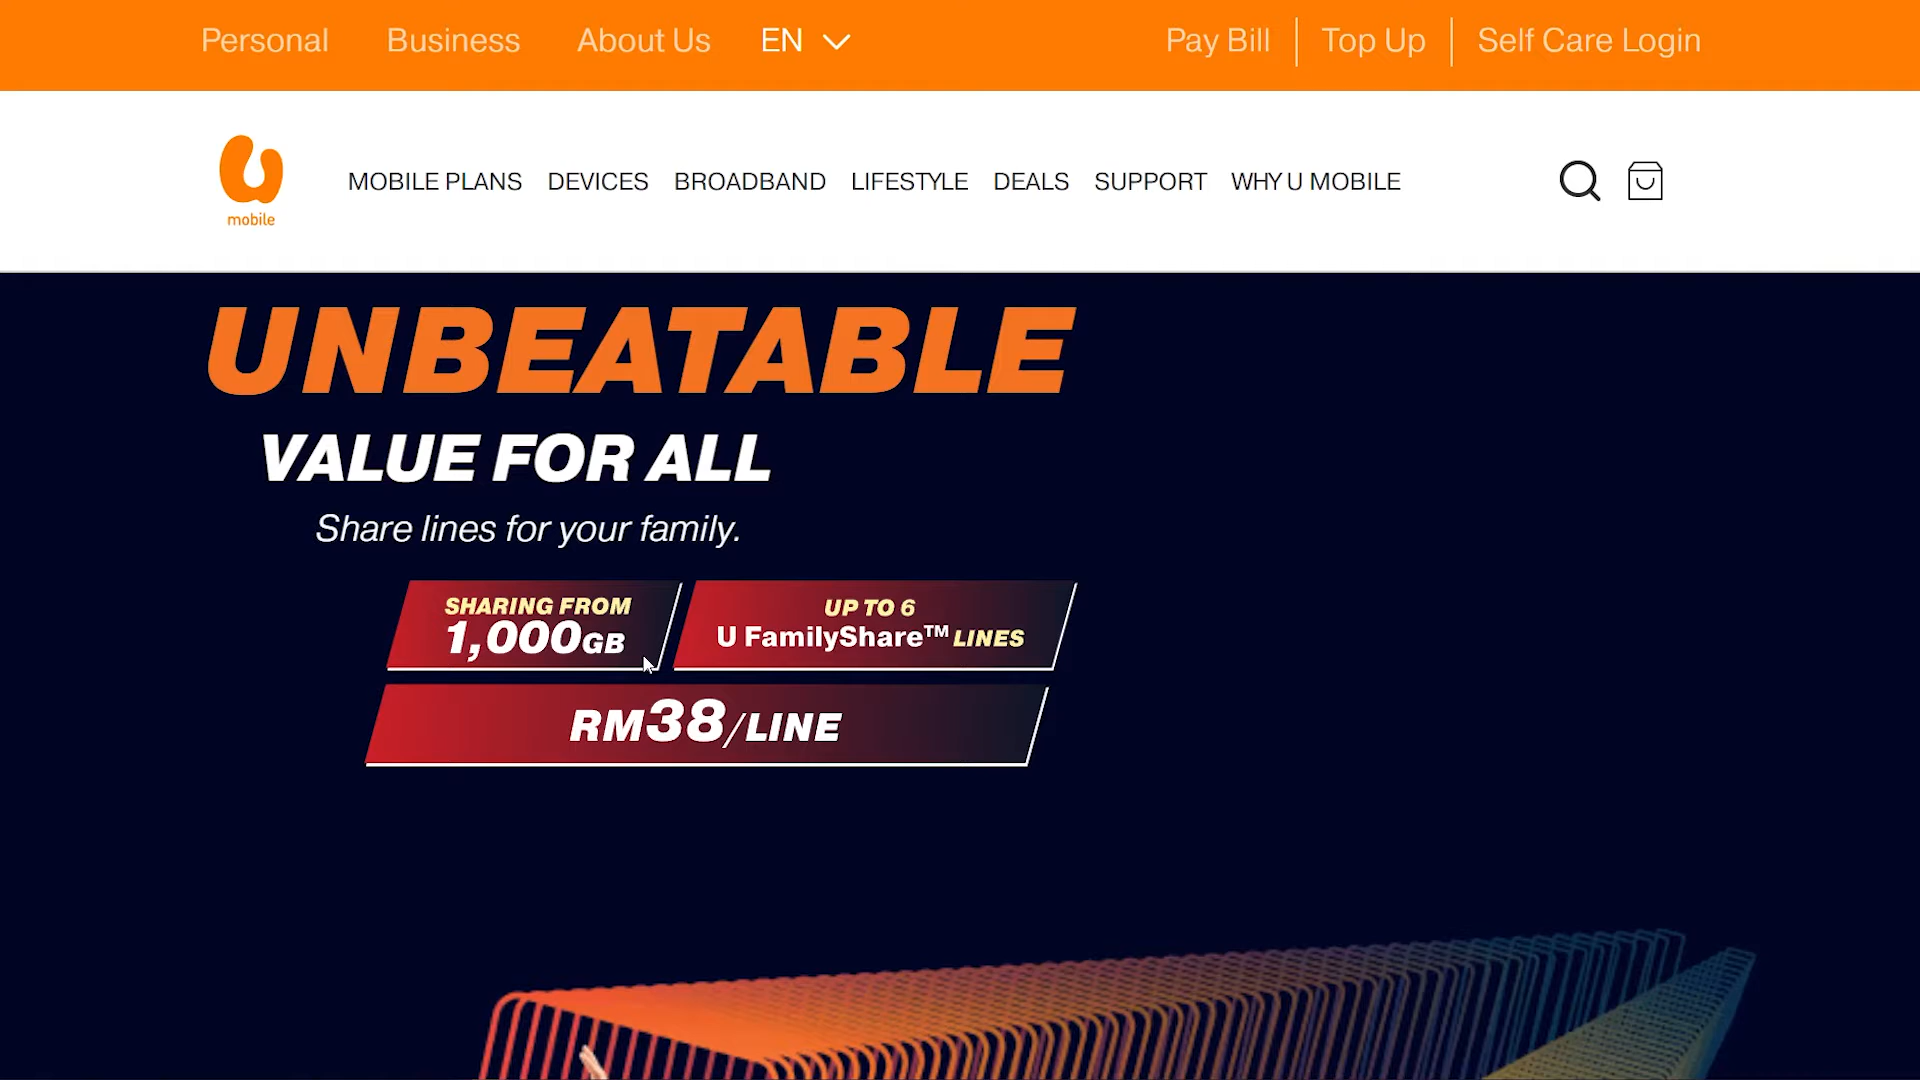 Personal Business About Us EN Pay Bill Top Up Self Care Login
mobile
MOBILE PLANS DEVICES BROADBAND LIFESTYLE DEALS SUPPORT WHY U MOBILE
UNBEATABLE
VALUE FOR ALL
Share lines for your family.
SHARING FROM
1,000GB
UP TO 6
U FamilyShare™ LINES
RM38/LINE